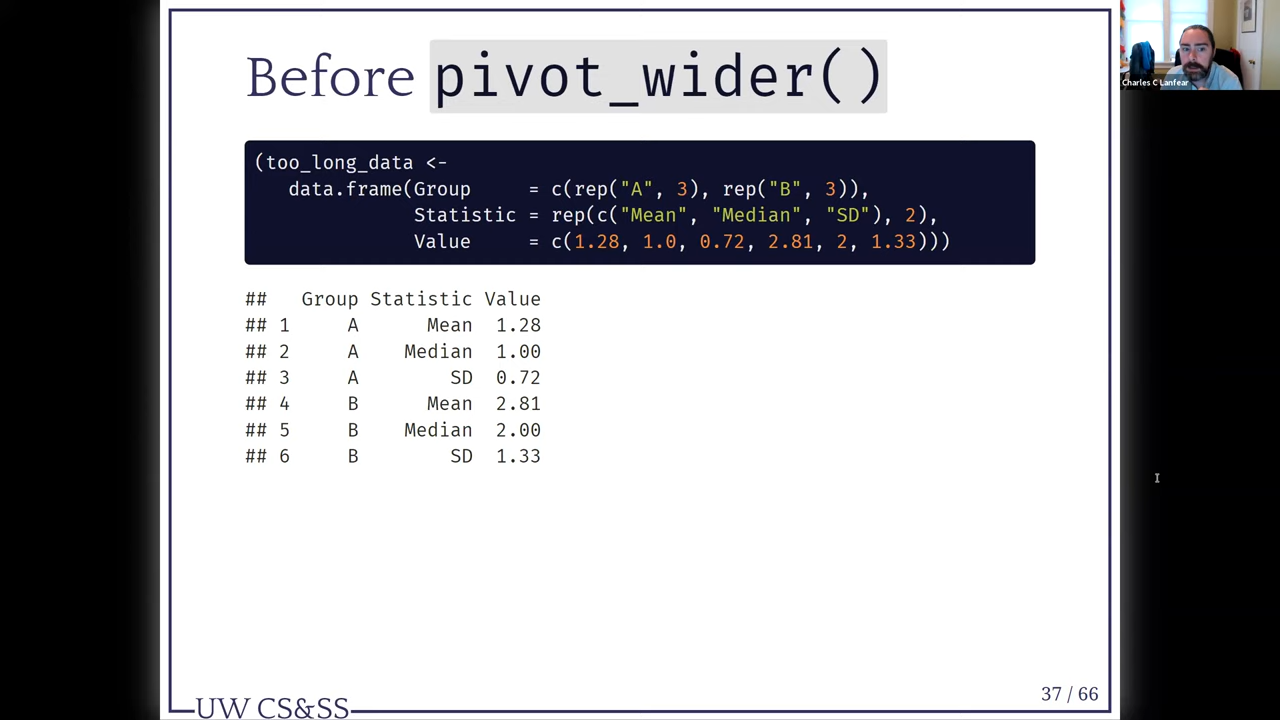 Before pivot_wider()
Charles C Lanfear
(too_long_data <-
   data.frame(Group     = c(rep("A", 3), rep("B", 3)),
              Statistic = rep(c("Mean", "Median", "SD"), 2),
              Value     = c(1.28, 1.0, 0.72, 2.81, 2, 1.33)))
##   Group Statistic Value
## 1     A      Mean  1.28
## 2     A    Median  1.00
## 3     A        SD  0.72
## 4     B      Mean  2.81
## 5     B    Median  2.00
## 6     B        SD  1.33
37 / 66
UW CS&SS